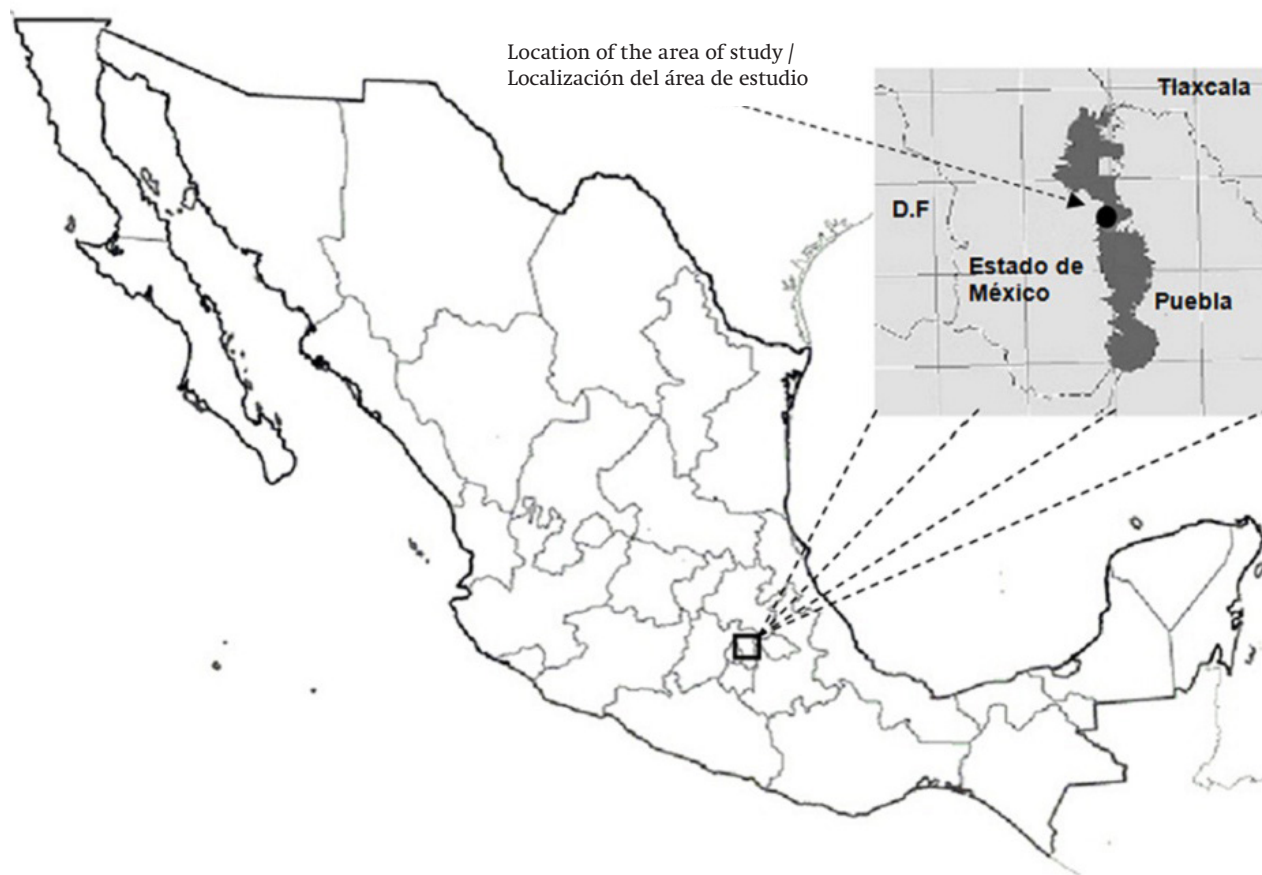 Location of the area of study /
Localización del área de estudio
Tlaxcala
D.F
Estado de
México
Puebla